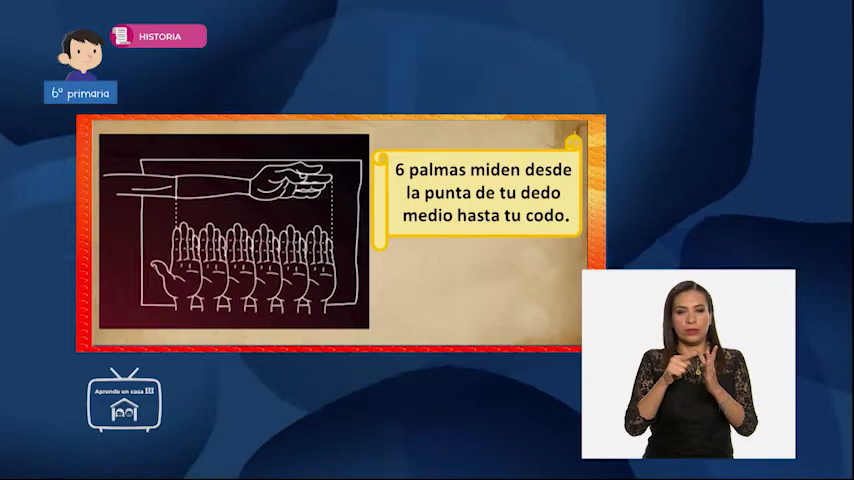 HISTORIA
6º primaria
6 palmas miden desde
la punta de tu dedo
medio hasta tu codo.
Aprende en casa III